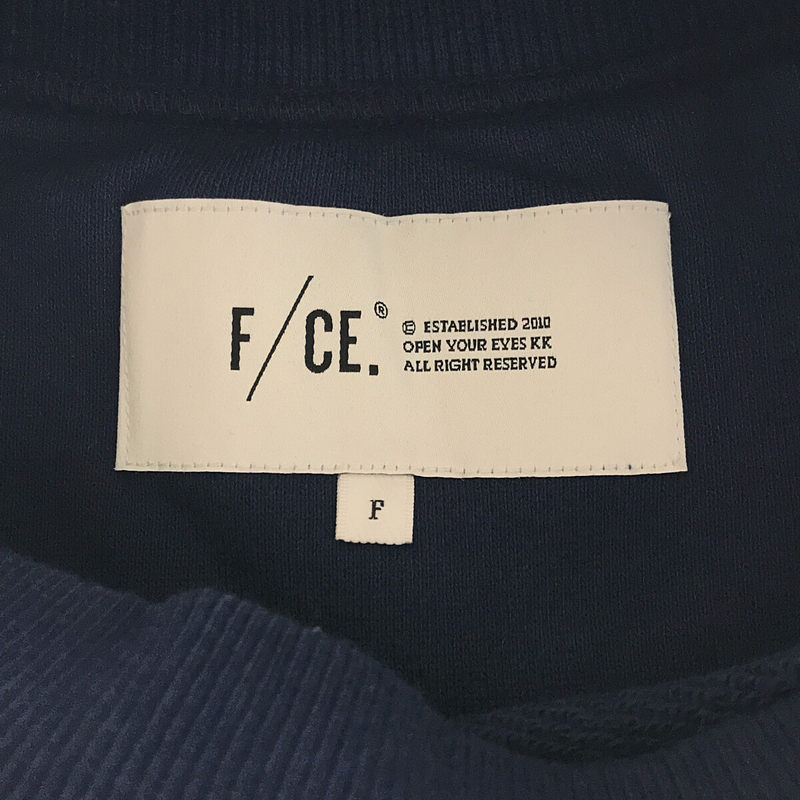 F/CE.®
Ⓔ ESTABLISHED 2010
OPEN YOUR EYES KK
ALL RIGHT RESERVED
F